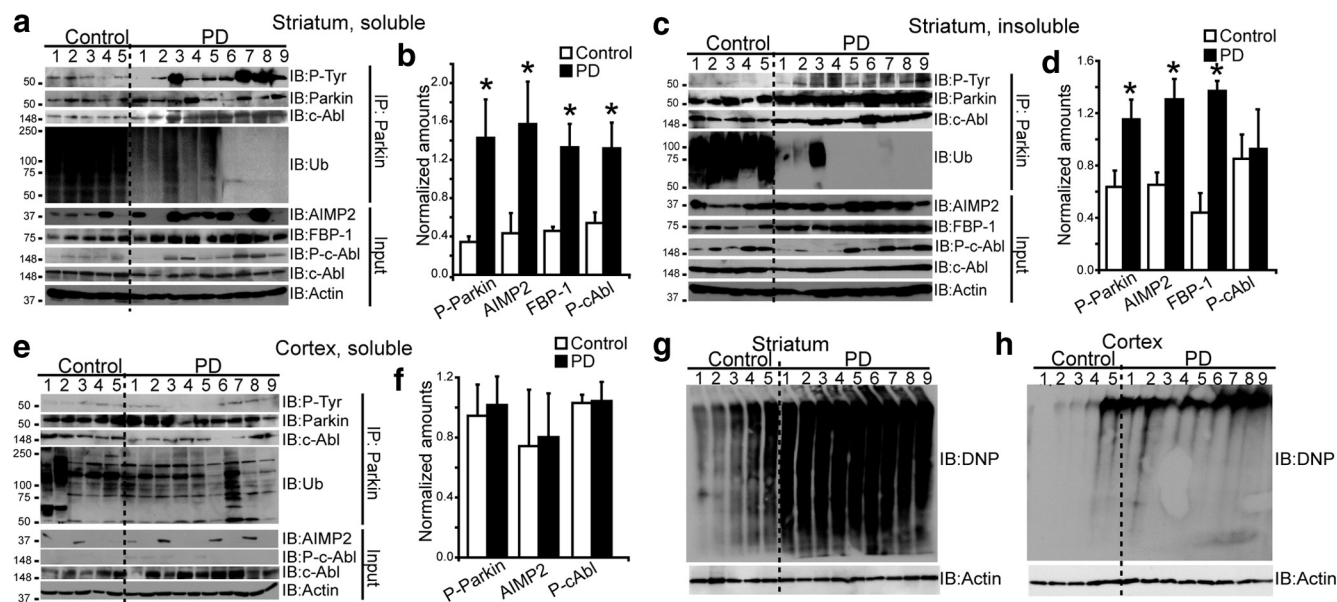 a
Striatum, soluble
Control PD
1 2 3 4 5 1 2 3 4 5 6 7 8 9
50 IB:P-Tyr
50 IB:Parkin
148 IB:c-Abl
250
100
75
50
IB:Ub
IP: Parkin
37 IB:AIMP2
75 IB:FBP-1
148 IB:P-c-Abl
148 IB:c-Abl
37 IB:Actin
Input
b
Control
PD
Normalized amounts
2.0
1.6
1.2
0.8
0.4
0.0
* * * *
P-Parkin
AIMP2
FBP-1
P-cAbl
c
Striatum, insoluble
Control PD
1 2 3 4 5 1 2 3 4 5 6 7 8 9
50 IB:P-Tyr
50 IB:Parkin
148 IB:c-Abl
100
75
50
IB:Ub
IP: Parkin
37 IB:AIMP2
75 IB:FBP-1
148 IB:P-c-Abl
148 IB:c-Abl
37 IB:Actin
Input
d
Control
PD
Normalized amounts
1.6
1.2
0.8
0.4
0
* * *
P-Parkin
AIMP2
FBP-1
P-cAbl
e
Cortex, soluble
Control PD
1 2 3 4 5 1 2 3 4 5 6 7 8 9
50 IB:P-Tyr
50 IB:Parkin
148 IB:c-Abl
250
100
75
50
IB:Ub
IP: Parkin
37 IB:AIMP2
148 IB:P-c-Abl
148 IB:c-Abl
37 IB:Actin
Input
f
Control
PD
Normalized amounts
1.2
0.8
0.4
0
P-Parkin
AIMP2
P-cAbl
g
Striatum
Control PD
1 2 3 4 5 1 2 3 4 5 6 7 8 9
IB:DNP
IB:Actin
h
Cortex
Control PD
1 2 3 4 5 1 2 3 4 5 6 7 8 9
IB:DNP
IB:Actin